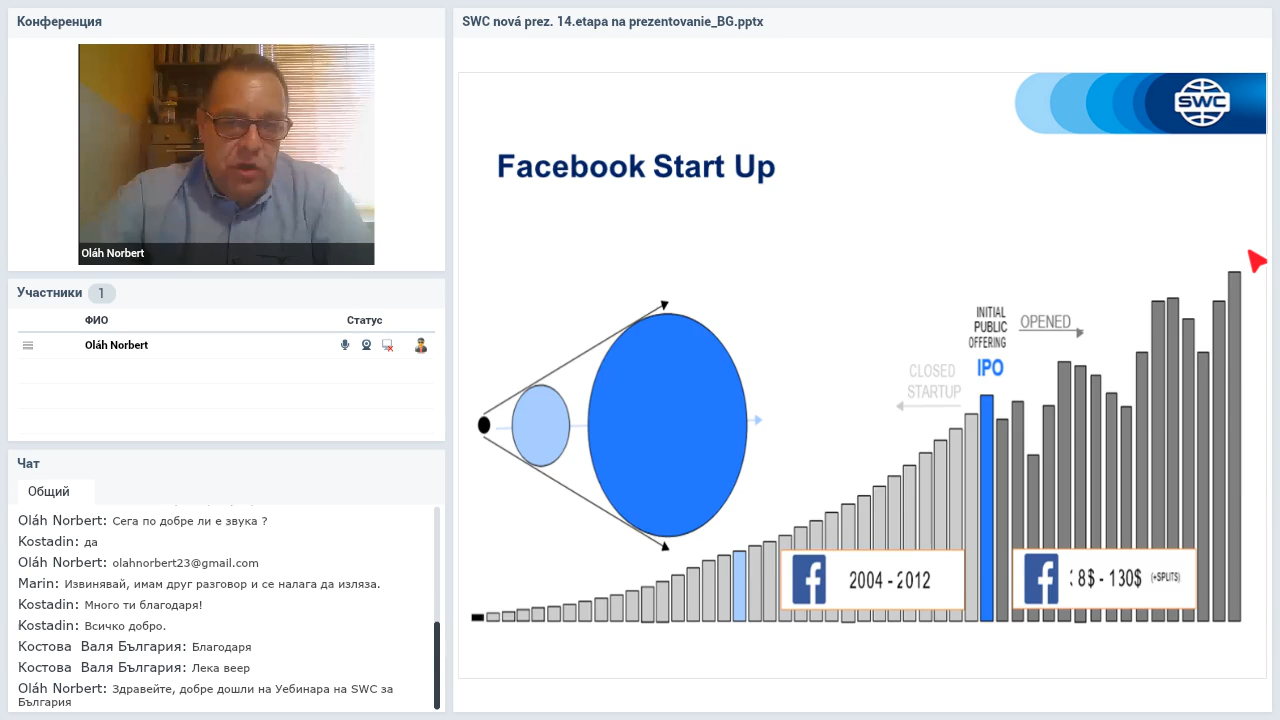 Конференция
Oláh Norbert
Участники 1
ФИО Статус
Oláh Norbert
Чат
Общий
Oláh Norbert: Сега по добре ли е звука ?
Kostadin: да
Oláh Norbert: olahnorbert23@gmail.com
Marin: Извинявай, имам друг разговор и се налага да изляза.
Kostadin: Много ти благодаря!
Kostadin: Всичко добро.
Костова Валя България: Благодаря
Костова Валя България: Лека веер
Oláh Norbert: Здравейте, добре дошли на Уебинара на SWC за
България
SWC nová prez. 14.etapa na prezentovanie_BG.pptx
SWC
Facebook Start Up
INITIAL
PUBLIC
OFFERING
IPO
OPENED
CLOSED
STARTUP
2004 - 2012
8$ - 130$ (+SPLITS)